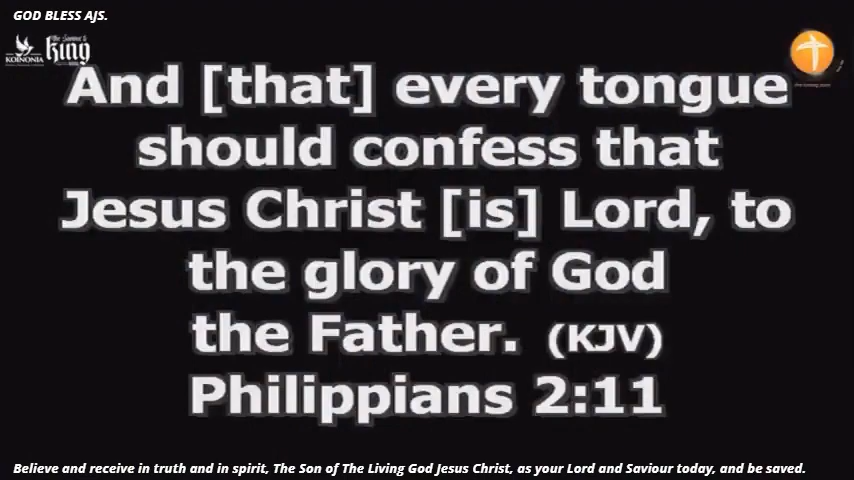 GOD BLESS AJS.
KOINONIA
King
And [that] every tongue
should confess that
Jesus Christ [is] Lord, to
the glory of God
the Father. (KJV)
Philippians 2:11
Believe and receive in truth and in spirit, The Son of The Living God Jesus Christ, as your Lord and Saviour today, and be saved.